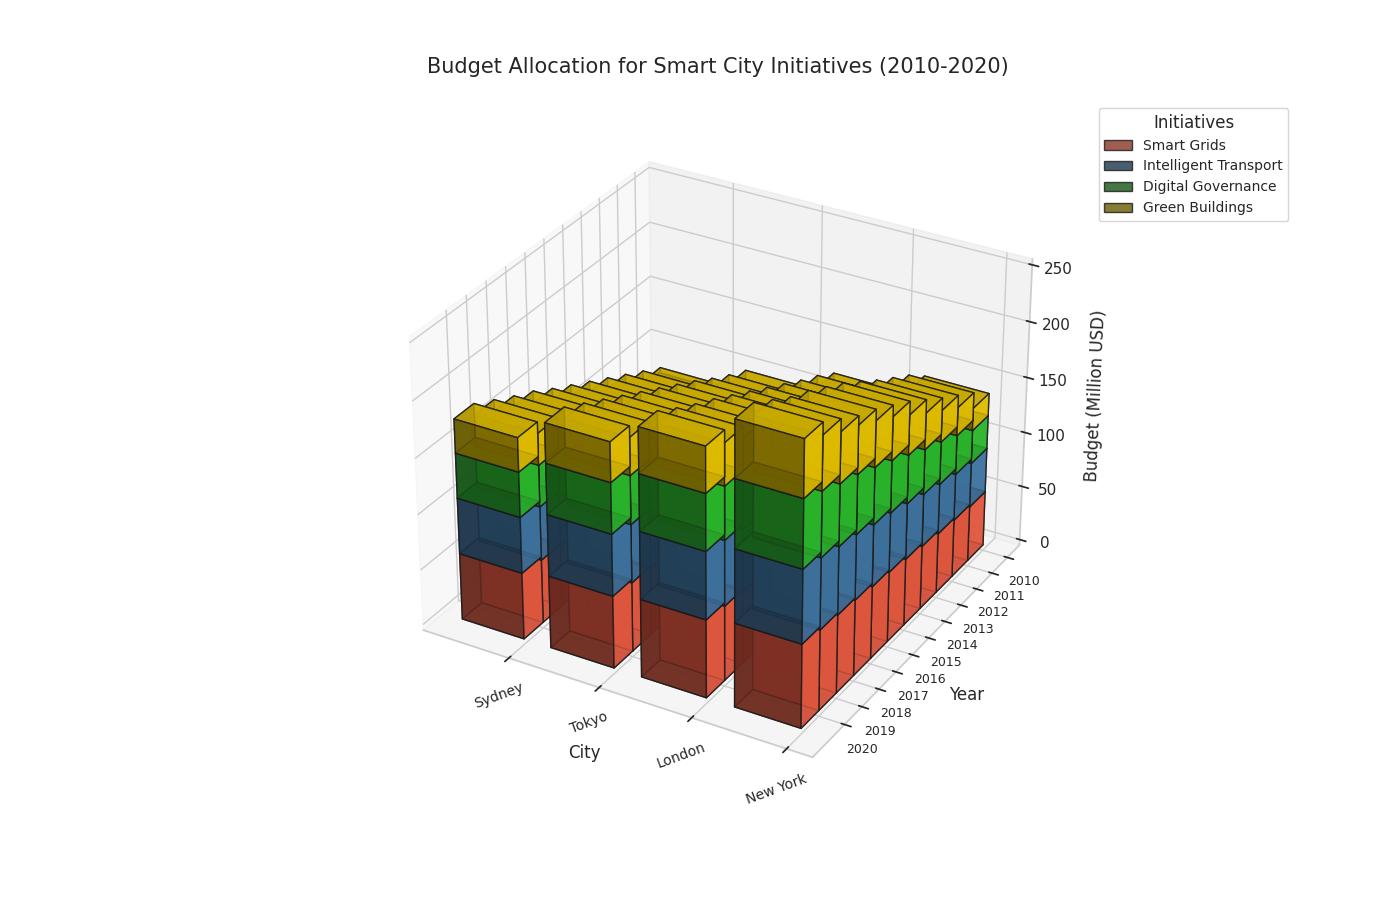 Budget Allocation for Smart City Initiatives (2010-2020)
Initiatives
Smart Grids
Intelligent Transport
Digital Governance
Green Buildings
250
200
150
100
50
0
Budget (Million USD)
2010
2011
2012
2013
2014
2015
2016
2017
2018
2019
2020
Year
Sydney
Tokyo
London
New York
City